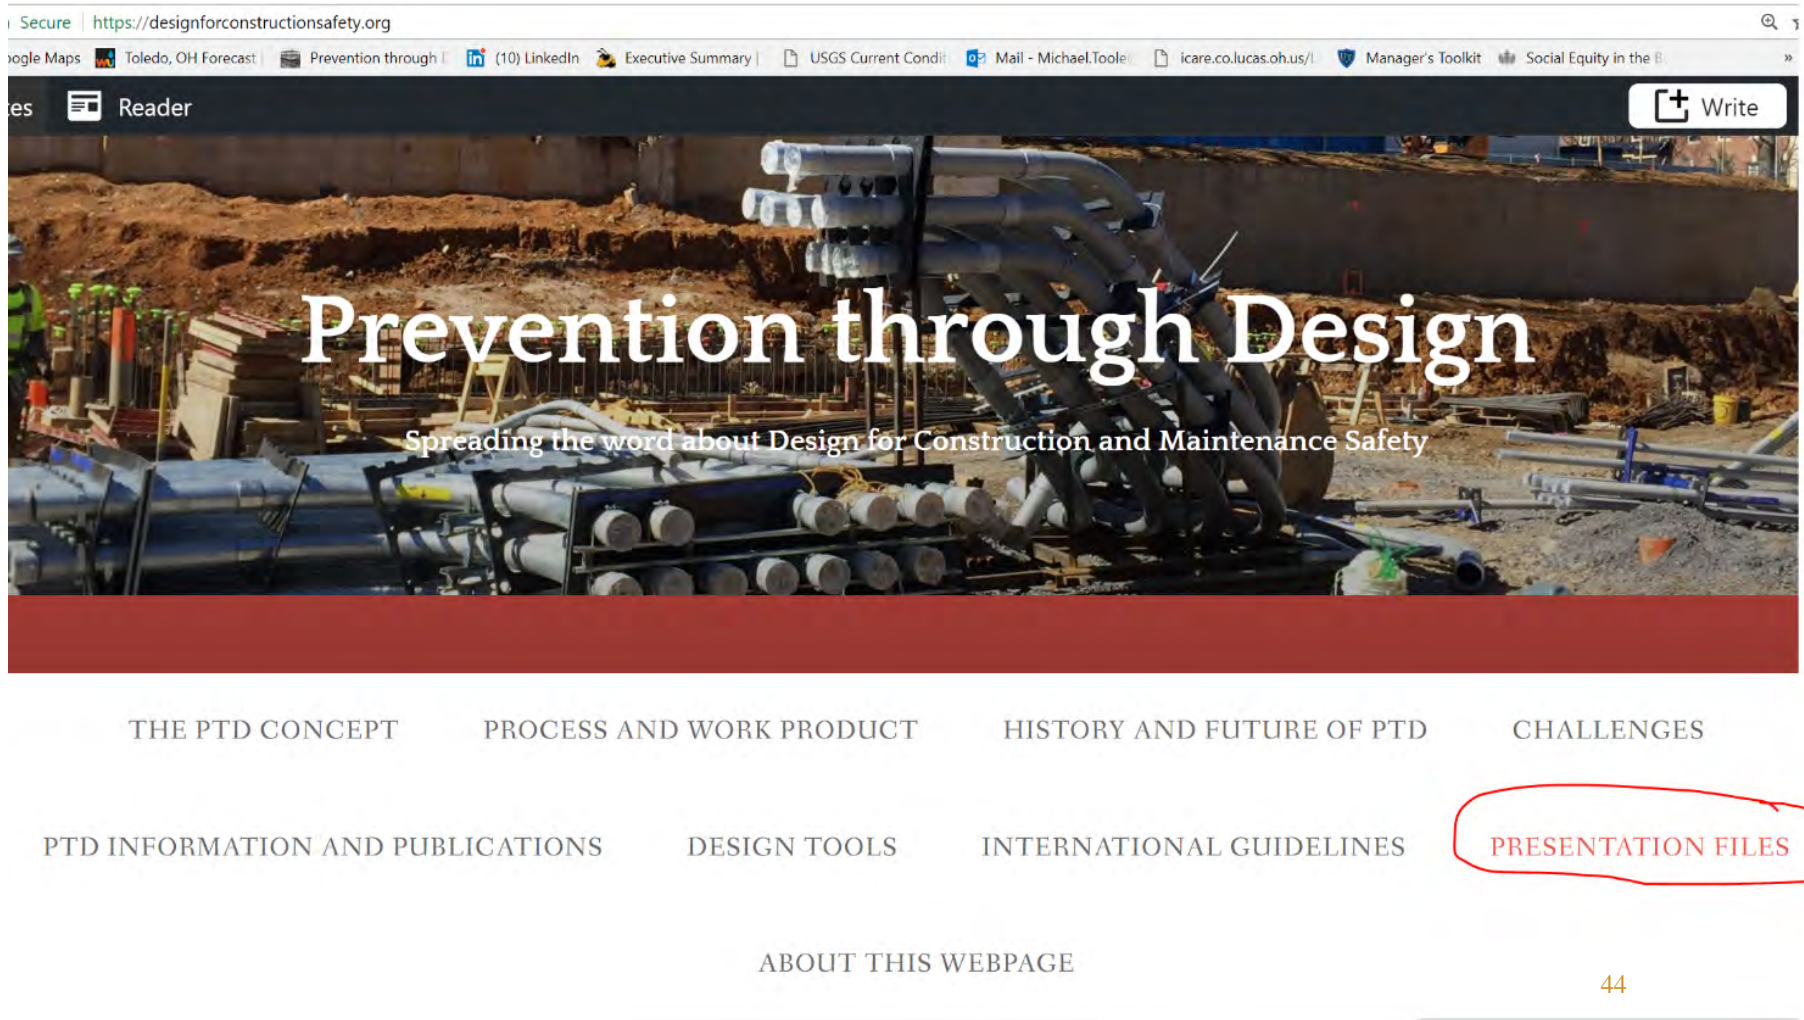 Secure https://designforconstructionsafety.org
oogle Maps Toledo, OH Forecast Prevention through in (10) LinkedIn Executive Summary USGS Current Condit Mail - Michael.Toole icare.co.lucas.oh.us/ Manager's Toolkit Social Equity in the B »
es Reader Write
Prevention through Design
Spreading the word about Design for Construction and Maintenance Safety
THE PTD CONCEPT PROCESS AND WORK PRODUCT HISTORY AND FUTURE OF PTD CHALLENGES
PTD INFORMATION AND PUBLICATIONS DESIGN TOOLS INTERNATIONAL GUIDELINES PRESENTATION FILES
ABOUT THIS WEBPAGE
44